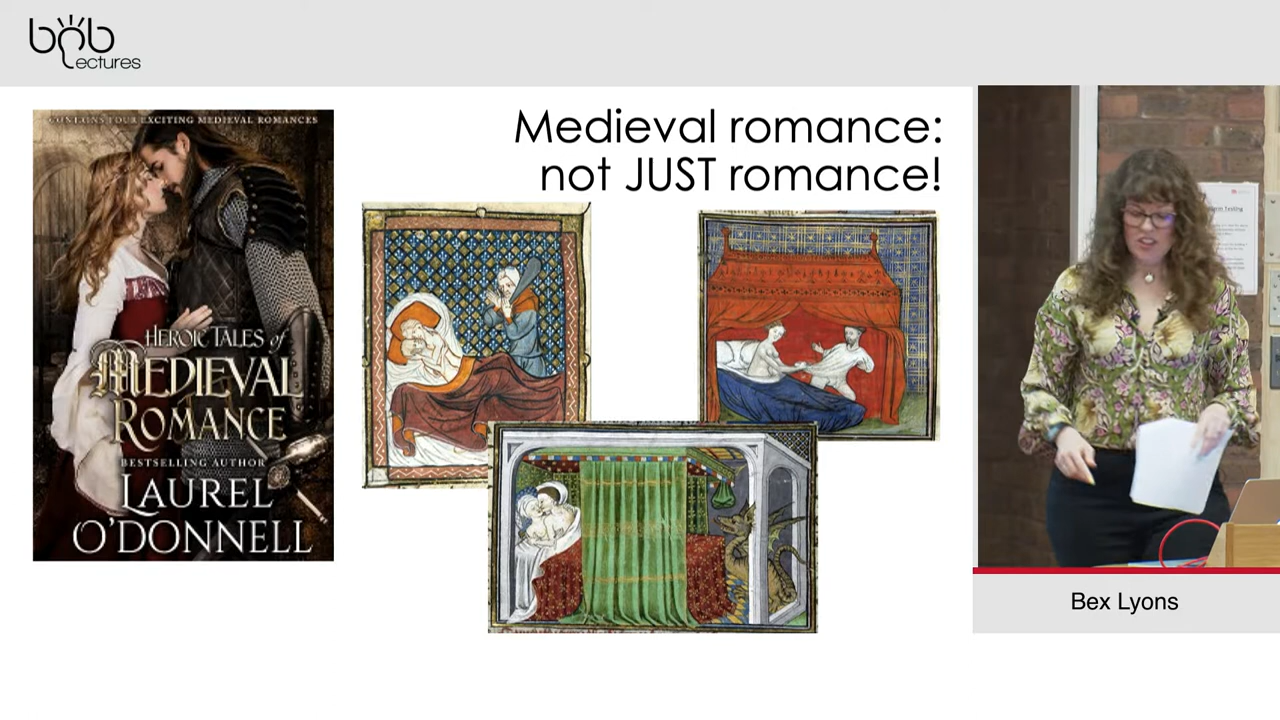 bob
Lectures
CONTAINS FOUR EXCITING MEDIEVAL ROMANCES
HEROIC TALES of
MEDIEVAL
ROMANCE
BESTSELLING AUTHOR
LAUREL
O'DONNELL
Medieval romance:
not JUST romance!
Bex Lyons